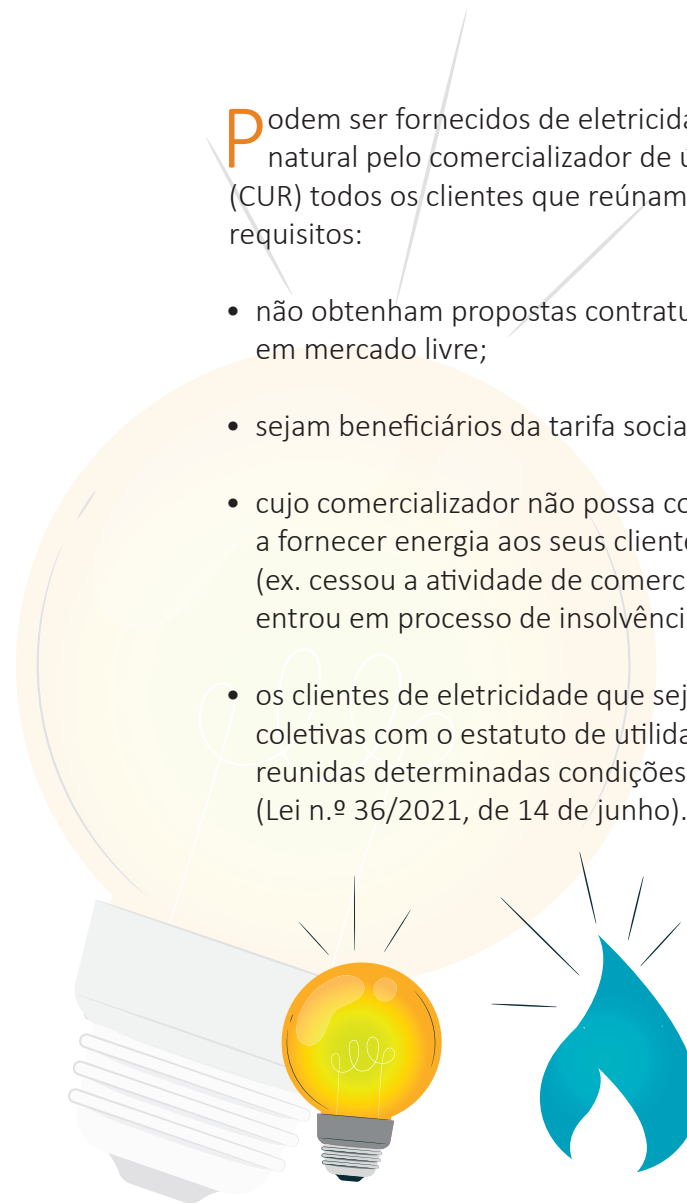 Podem ser fornecidos de eletricida
natural pelo comercializador de ú
(CUR) todos os clientes que reúnam
requisitos:
• não obtenham propostas contratu
em mercado livre;
• sejam beneficiários da tarifa socia
• cujo comercializador não possa co
a fornecer energia aos seus cliente
(ex. cessou a atividade de comerc
entrou em processo de insolvênci
• os clientes de eletricidade que sej
coletivas com o estatuto de utilida
reunidas determinadas condições
(Lei n.º 36/2021, de 14 de junho).